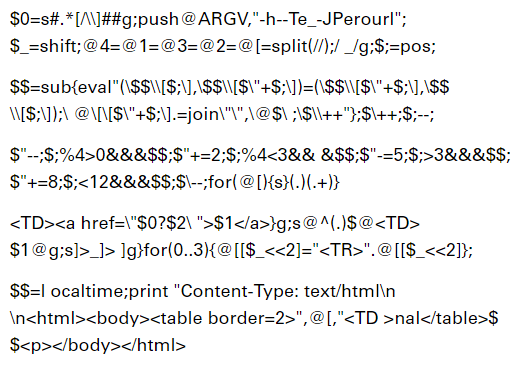 $0=s#.*[/\\]##g;push@ARGV,"-h--Te_-JPerourl";
$_=shift;@4=@1=@3=@2=@[=split(//);/ _/g;$;=pos;
$$=sub{eval"(\$$\\[$;\],\$$\\[$\"+$;\])=(\$$\\[$\"+$;\],\$$
\\[$;\]);\ @\[\[$\"+$;\].=join\"\",\@$\ ;\$\\++"};$\++;$;--;
$"--;$;%4>0&&&$$;$"+=2;$;%4<3&& &$$;$"-=5;$;>3&&&$$;
$"+=8;$;<12&&&$$;$\--;for(@[){s}(.)(.+)}
<TD><a href=\"$0?$2\ ">$1</a>}g;s@^(.)$@<TD>
$1@g;s]>_]> ]g}for(0..3){@[[$_<<2]="<TR>".@[[$_<<2]};
$$=l ocaltime;print "Content-Type: text/html\n
\n<html><body><table border=2>",@[,"<TD >nal</table>$
$<p></body></html>